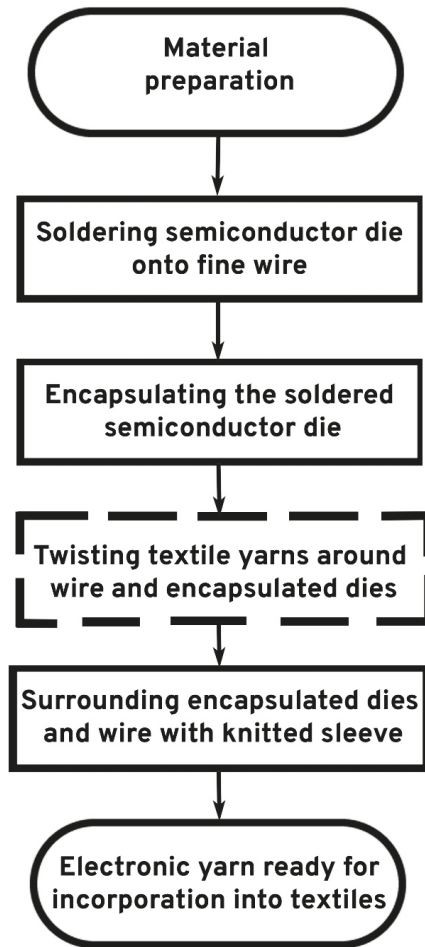 Material
preparation
Soldering semiconductor die
onto fine wire
Encapsulating the soldered
semiconductor die
Twisting textile yarns around
wire and encapsulated dies
Surrounding encapsulated dies
and wire with knitted sleeve
Electronic yarn ready for
incorporation into textiles